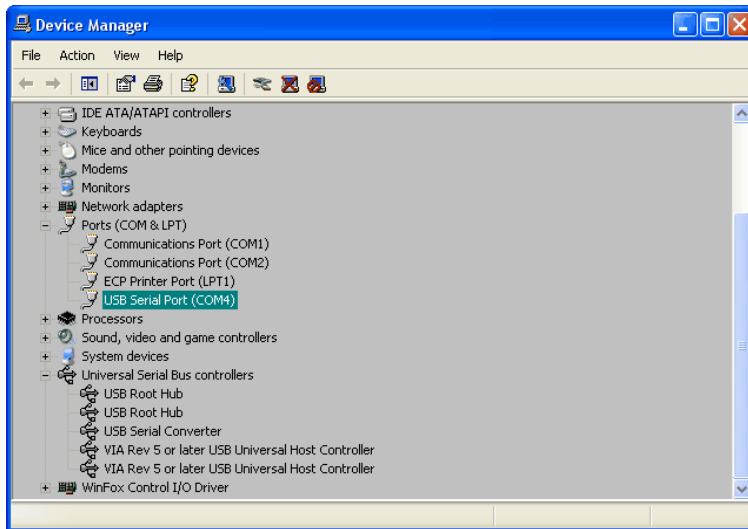 Device Manager
File Action View Help
IDE ATA/ATAPI controllers
Keyboards
Mice and other pointing devices
Modems
Monitors
Network adapters
Ports (COM & LPT)
Communications Port (COM1)
Communications Port (COM2)
ECP Printer Port (LPT1)
USB Serial Port (COM4)
Processors
Sound, video and game controllers
System devices
Universal Serial Bus controllers
USB Root Hub
USB Root Hub
USB Serial Converter
VIA Rev 5 or later USB Universal Host Controller
VIA Rev 5 or later USB Universal Host Controller
WinFox Control I/O Driver